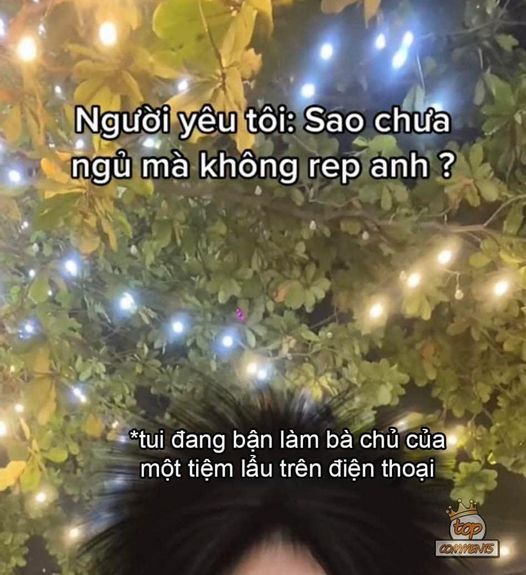 Người yêu tôi: Sao chưa
ngủ mà không rep anh ?
*tui đang bận làm bà chủ của
một tiệm lẩu trên điện thoại
top
COMMENTS